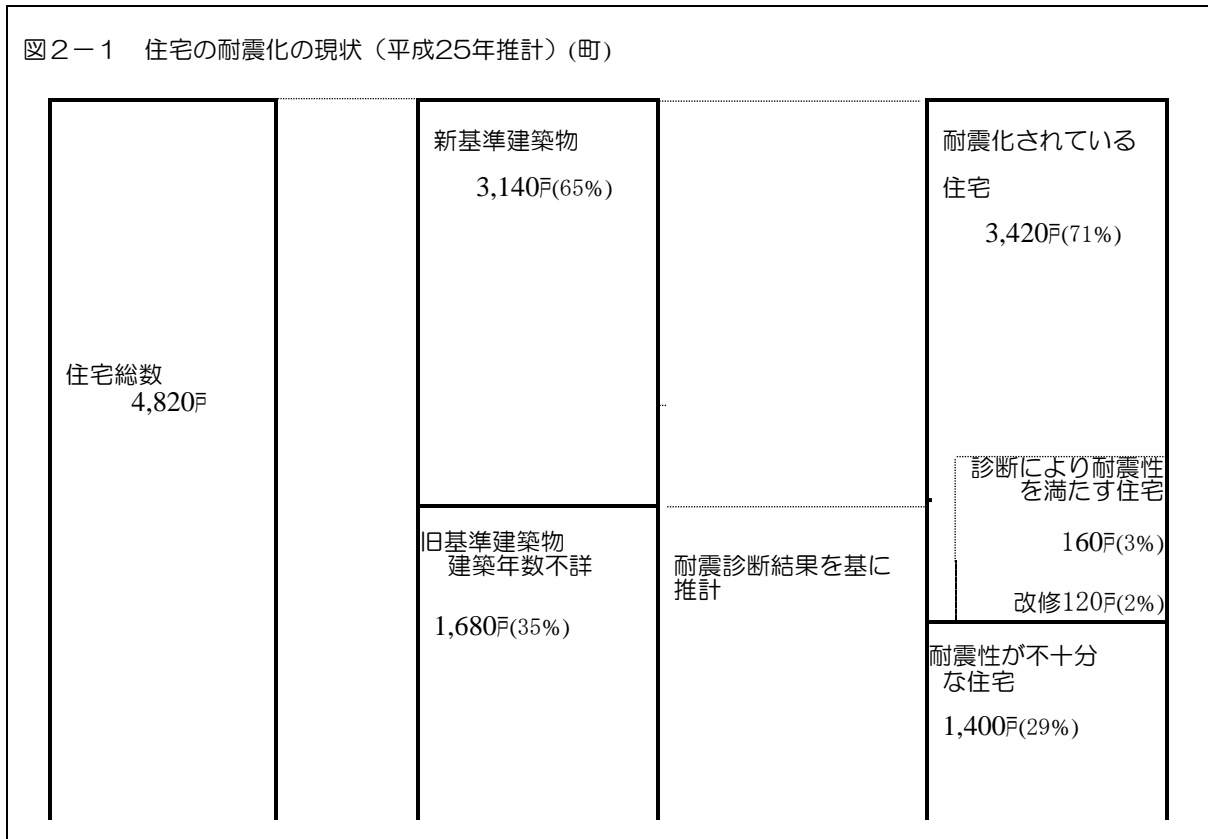 図2-1 住宅の耐震化の現状（平成25年推計）(町)
住宅総数
4,820戸
新基準建築物
3,140戸(65%)
旧基準建築物
建築年数不詳
1,680戸(35%)
耐震診断結果を基に
推計
耐震化されている
住宅
3,420戸(71%)
診断により耐震性
を満たす住宅
160戸(3%)
改修120戸(2%)
耐震性が不十分
な住宅
1,400戸(29%)